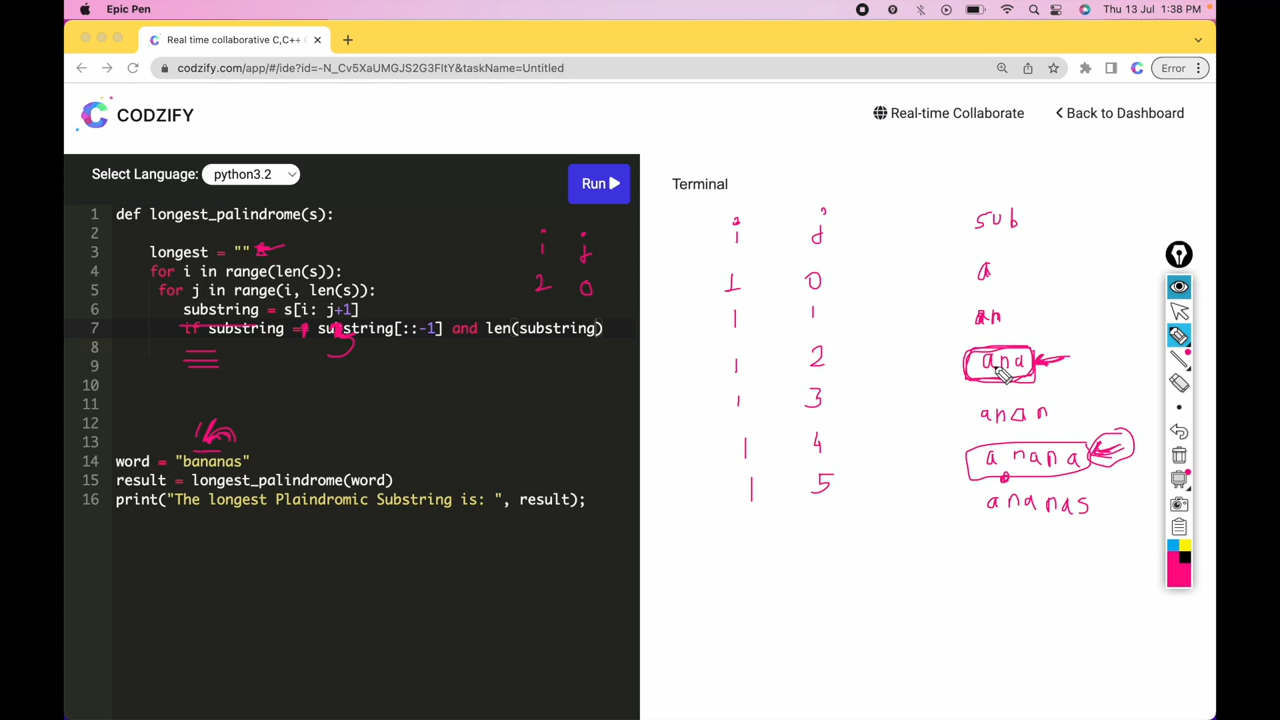 Epic Pen
Thu 13 Jul 1:38 PM
Real time collaborative C,C++
codzify.com/app/#/ide?id=-N_Cv5XaUMGJS2G3FItY&taskName=Untitled
Error
CODZIFY
Real-time Collaborate
Back to Dashboard
Select Language:
python3.2
Run
Terminal
1 def longest_palindrome(s):
2
3 longest = ""
4 for i in range(len(s)):
5 for j in range(i, len(s)):
6 substring = s[i: j+1]
7 if substring = substring[::-1] and len(substring)
8
9
10
11
12
13
14 word = "bananas"
15 result = longest_palindrome(word)
16 print("The longest Plaindromic Substring is: ", result);
i j
2 0
i j sub
1 0 a
1 1 an
1 2 ana
1 3 anan
1 4 anana
1 5 ananas